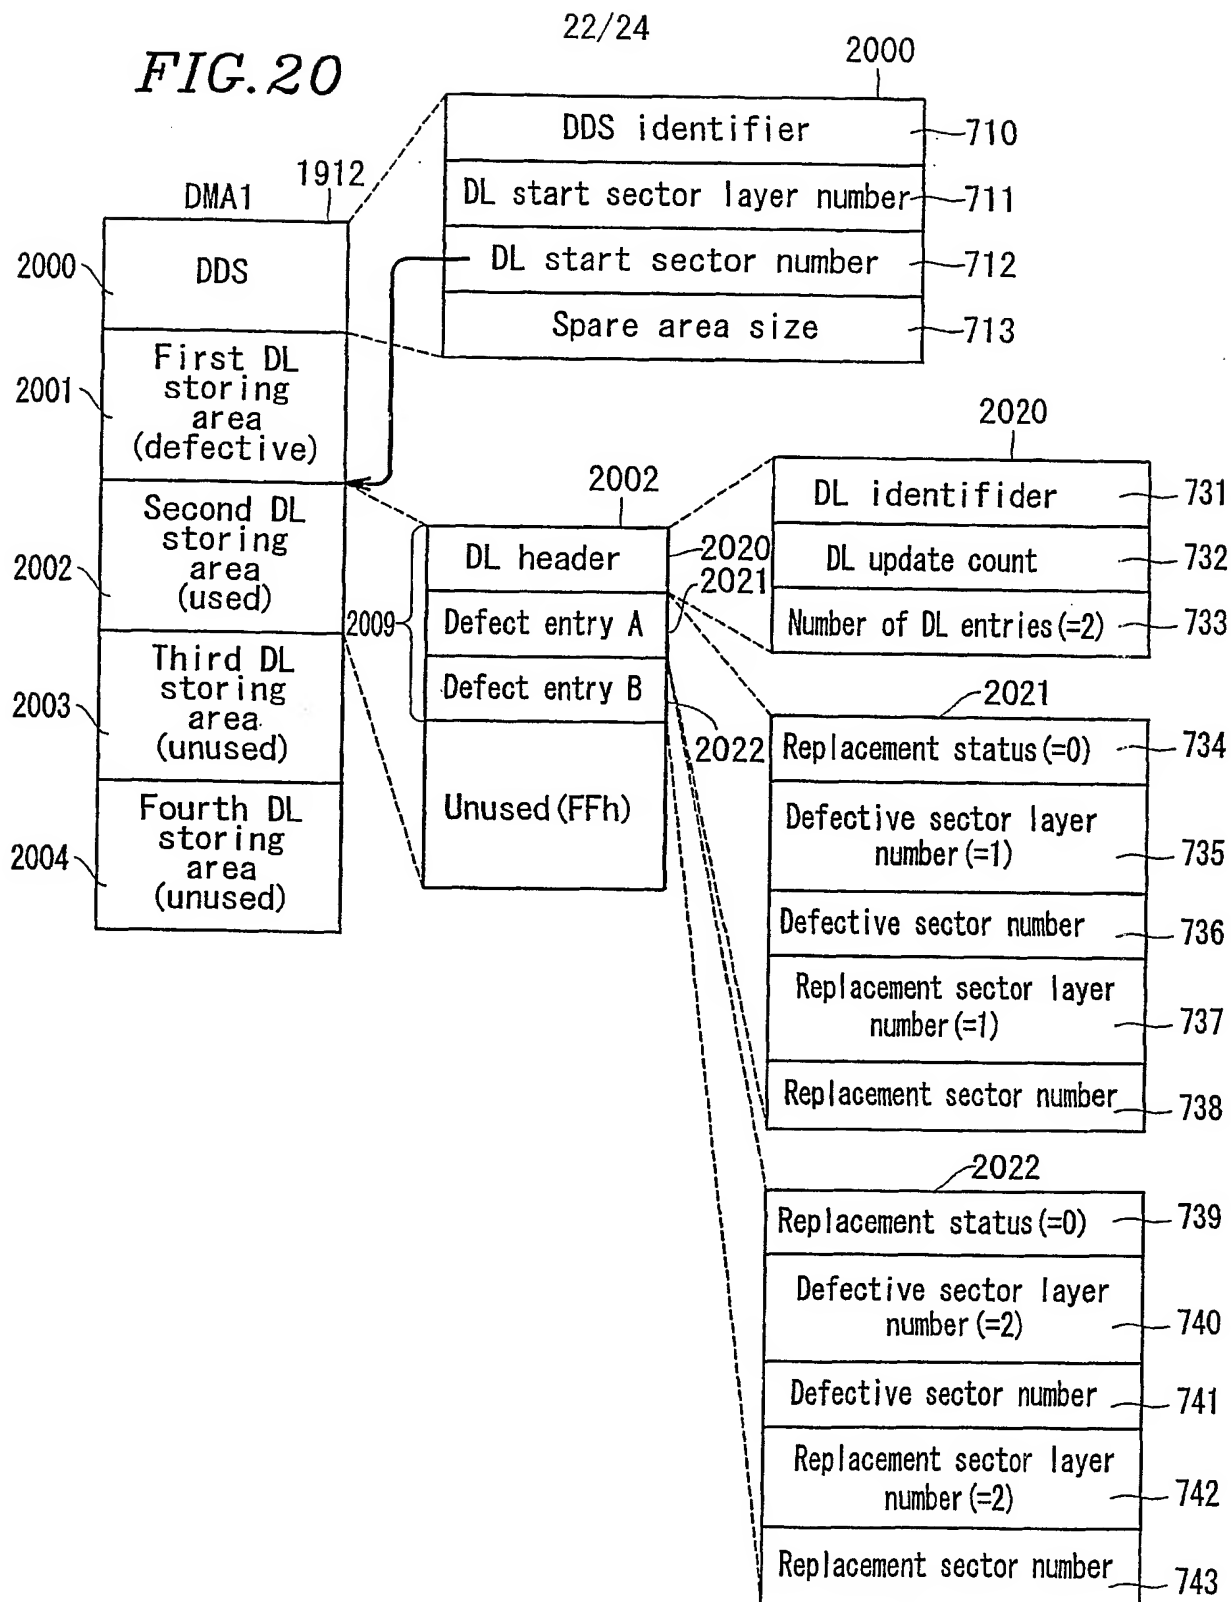 22/24
FIG. 20
2000
DDS identifier
710
DL start sector layer number
711
DL start sector number
712
Spare area size
713
1912
DMA1
2000
DDS
2001
First DL
storing
area
(defective)
2002
Second DL
storing
area
(used)
2003
Third DL
storing
area
(unused)
2004
Fourth DL
storing
area
(unused)
2002
2009
DL header
2020
Defect entry A
2021
Defect entry B
2022
Unused(FFh)
2020
DL identifider
731
DL update count
732
Number of DL entries(=2)
733
2021
Replacement status(=0)
734
Defective sector layer
number(=1)
735
Defective sector number
736
Replacement sector layer
number(=1)
737
Replacement sector number
738
2022
Replacement status(=0)
739
Defective sector layer
number(=2)
740
Defective sector number
741
Replacement sector layer
number(=2)
742
Replacement sector number
743